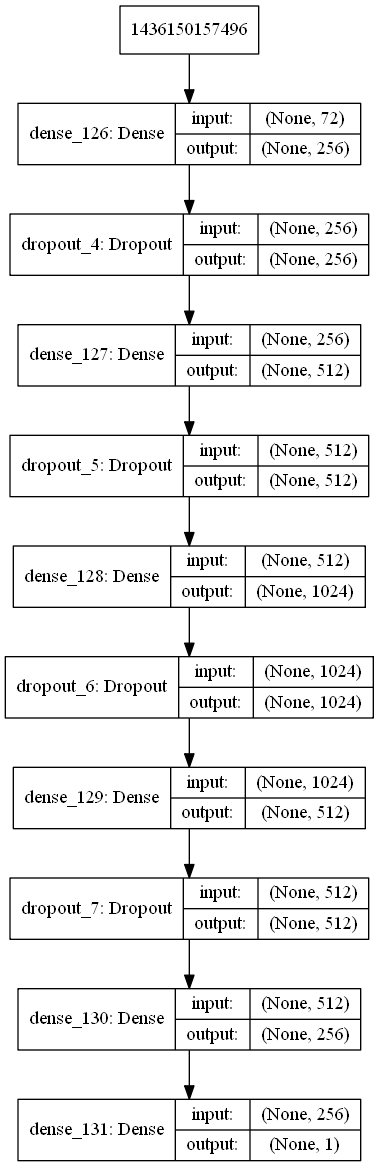 1436150157496
dense_126: Dense
input: (None, 72)
output: (None, 256)
dropout_4: Dropout
input: (None, 256)
output: (None, 256)
dense_127: Dense
input: (None, 256)
output: (None, 512)
dropout_5: Dropout
input: (None, 512)
output: (None, 512)
dense_128: Dense
input: (None, 512)
output: (None, 1024)
dropout_6: Dropout
input: (None, 1024)
output: (None, 1024)
dense_129: Dense
input: (None, 1024)
output: (None, 512)
dropout_7: Dropout
input: (None, 512)
output: (None, 512)
dense_130: Dense
input: (None, 512)
output: (None, 256)
dense_131: Dense
input: (None, 256)
output: (None, 1)